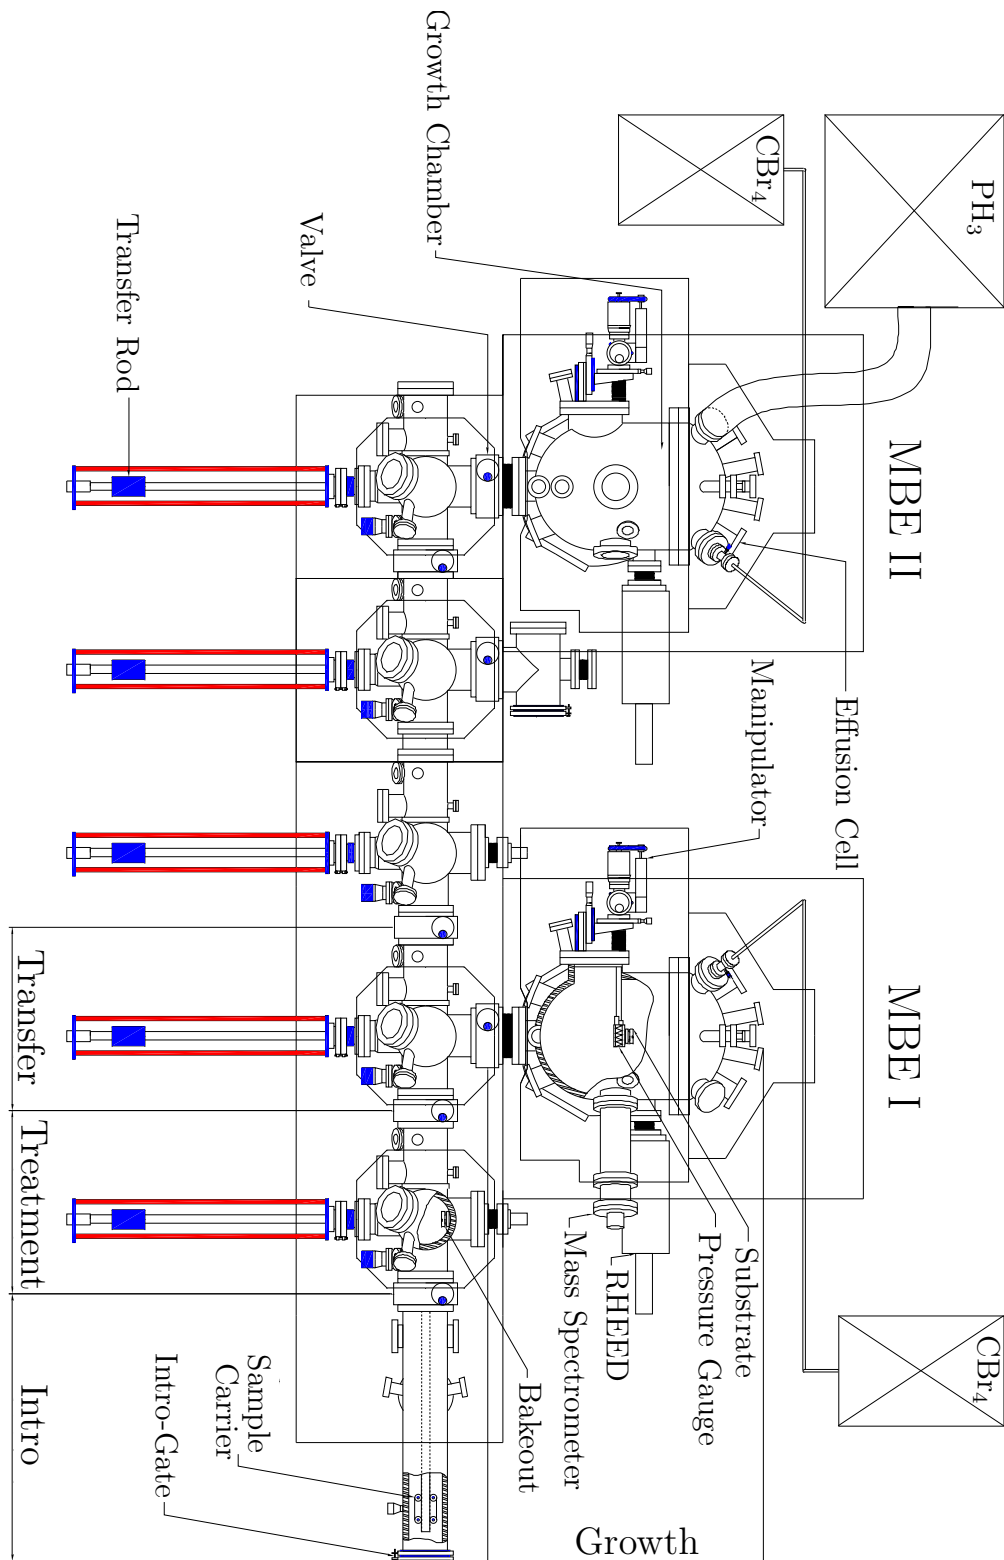 Growth Chamber
CBr4
PH3
Transfer Rod
Valve
MBE II
Effusion Cell
Manipulator
MBE I
Transfer
Treatment
Intro
Substrate
Pressure Gauge
RHEED
Mass Spectrometer
Bakeout
Sample
Carrier
Intro-Gate
CBr4
Growth